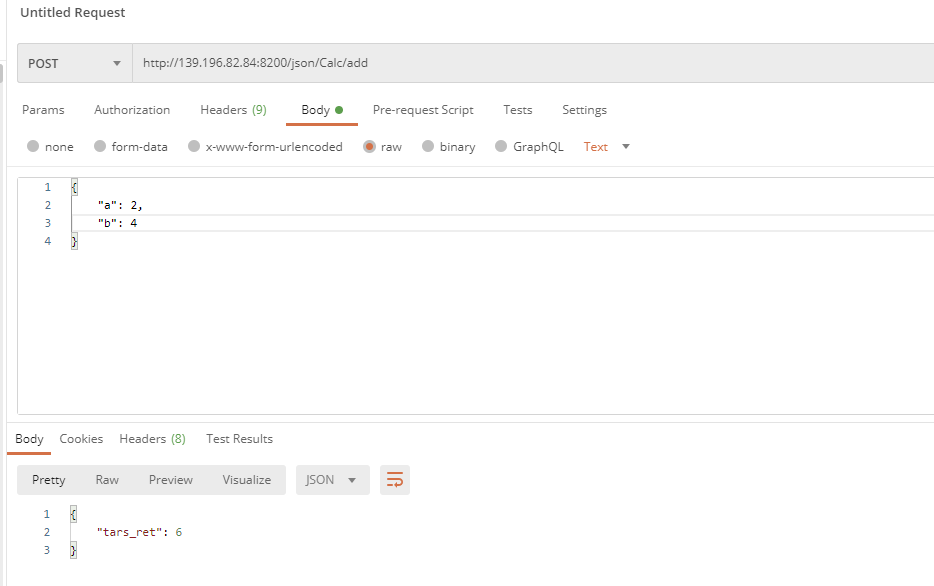 Untitled Request
POST http://139.196.82.84:8200/json/Calc/add
Params Authorization Headers (9) Body Pre-request Script Tests Settings
none form-data x-www-form-urlencoded raw binary GraphQL Text
1 {
2 "a": 2,
3 "b": 4
4 }
Body Cookies Headers (8) Test Results
Pretty Raw Preview Visualize JSON
1 {
2 "tars_ret": 6
3 }